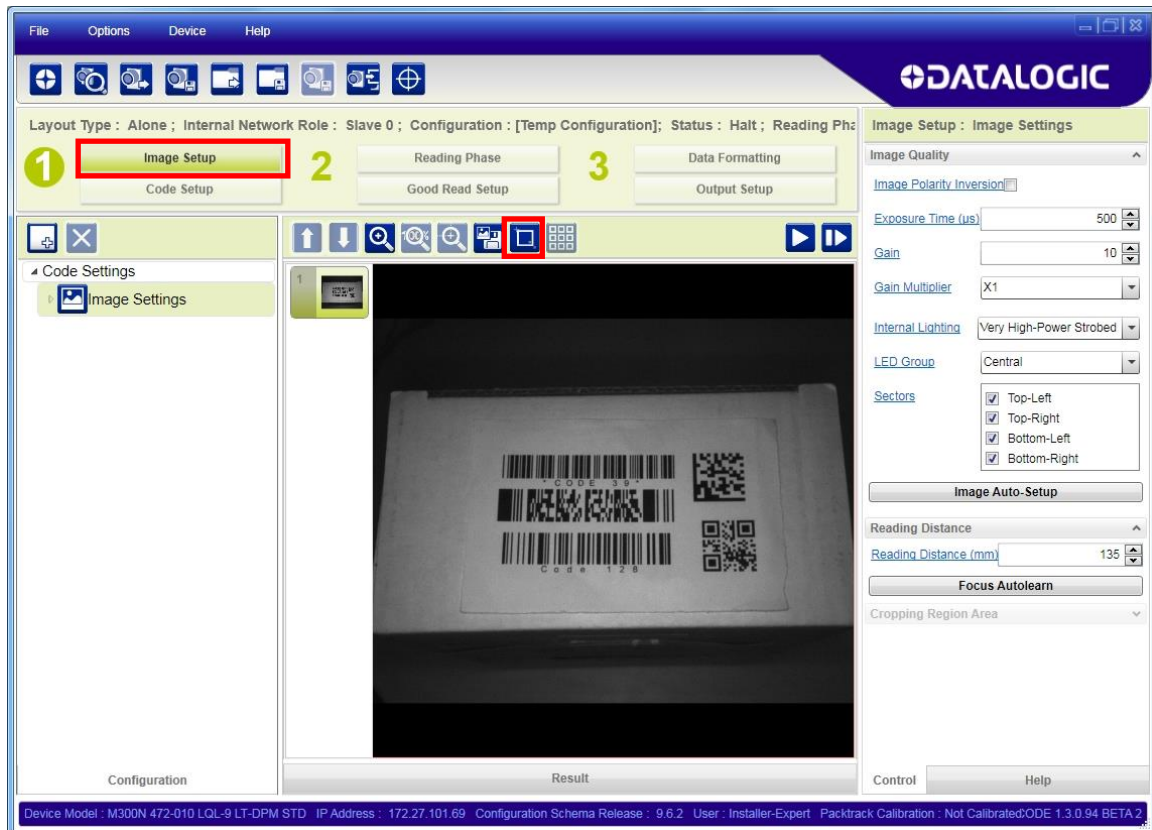 File Options Device Help
DATALOGIC
Layout Type : Alone ; Internal Network Role : Slave 0 ; Configuration : [Temp Configuration]; Status : Halt ; Reading Pha
1 Image Setup 2 Reading Phase 3 Data Formatting
Code Setup Good Read Setup Output Setup
100%
Code Settings
Image Settings
1
* CODE 39 *
Code 128
Configuration
Result
Image Setup : Image Settings
Image Quality
Image Polarity Inversion
Exposure Time (µs) 500
Gain 10
Gain Multiplier X1
Internal Lighting Very High-Power Strobed
LED Group Central
Sectors Top-Left
Top-Right
Bottom-Left
Bottom-Right
Image Auto-Setup
Reading Distance
Reading Distance (mm) 135
Focus Autolearn
Cropping Region Area
Control Help
Device Model : M300N 472-010 LQL-9 LT-DPM STD IP Address : 172.27.101.69 Configuration Schema Release : 9.6.2 User : Installer-Expert Packtrack Calibration : Not Calibrated CODE 1.3.0.94 BETA 2